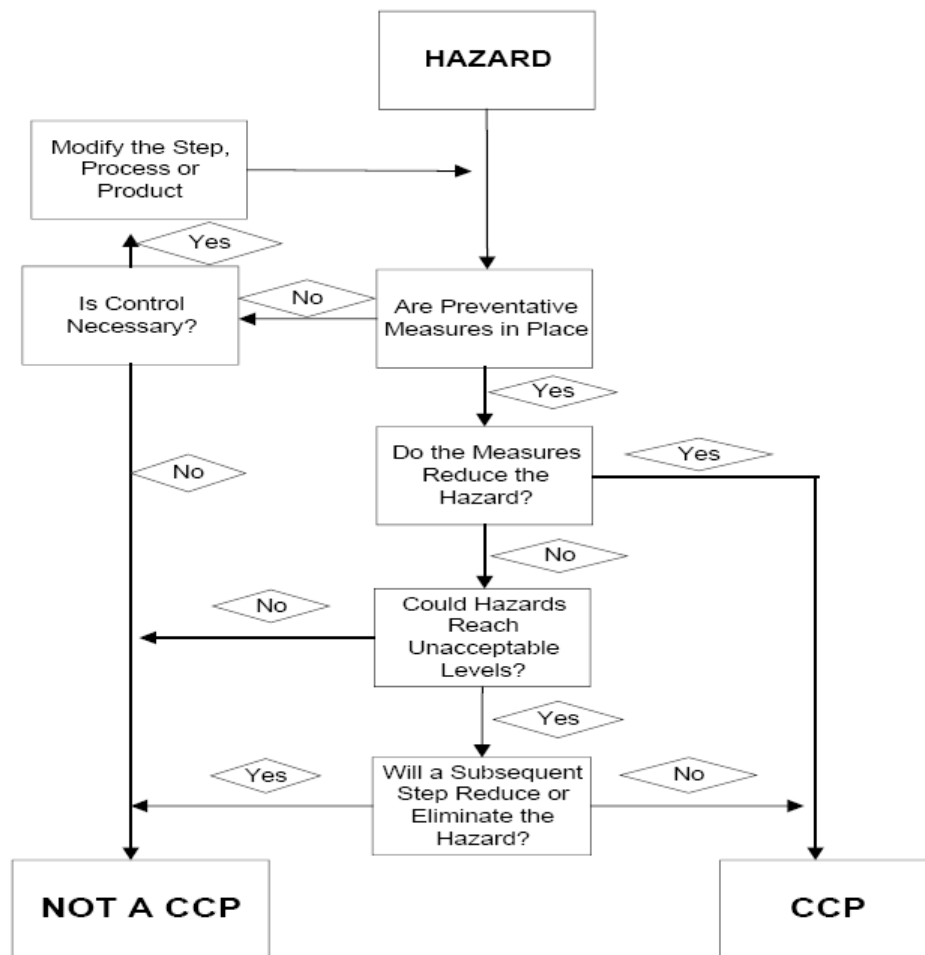 HAZARD
Modify the Step,
Process or
Product
Yes
Is Control
Necessary?
No
Are Preventative
Measures in Place
Yes
Do the Measures
Reduce the
Hazard?
Yes
No
No
Could Hazards
Reach
Unacceptable
Levels?
No
Yes
Yes
Will a Subsequent
Step Reduce or
Eliminate the
Hazard?
No
NOT A CCP
CCP